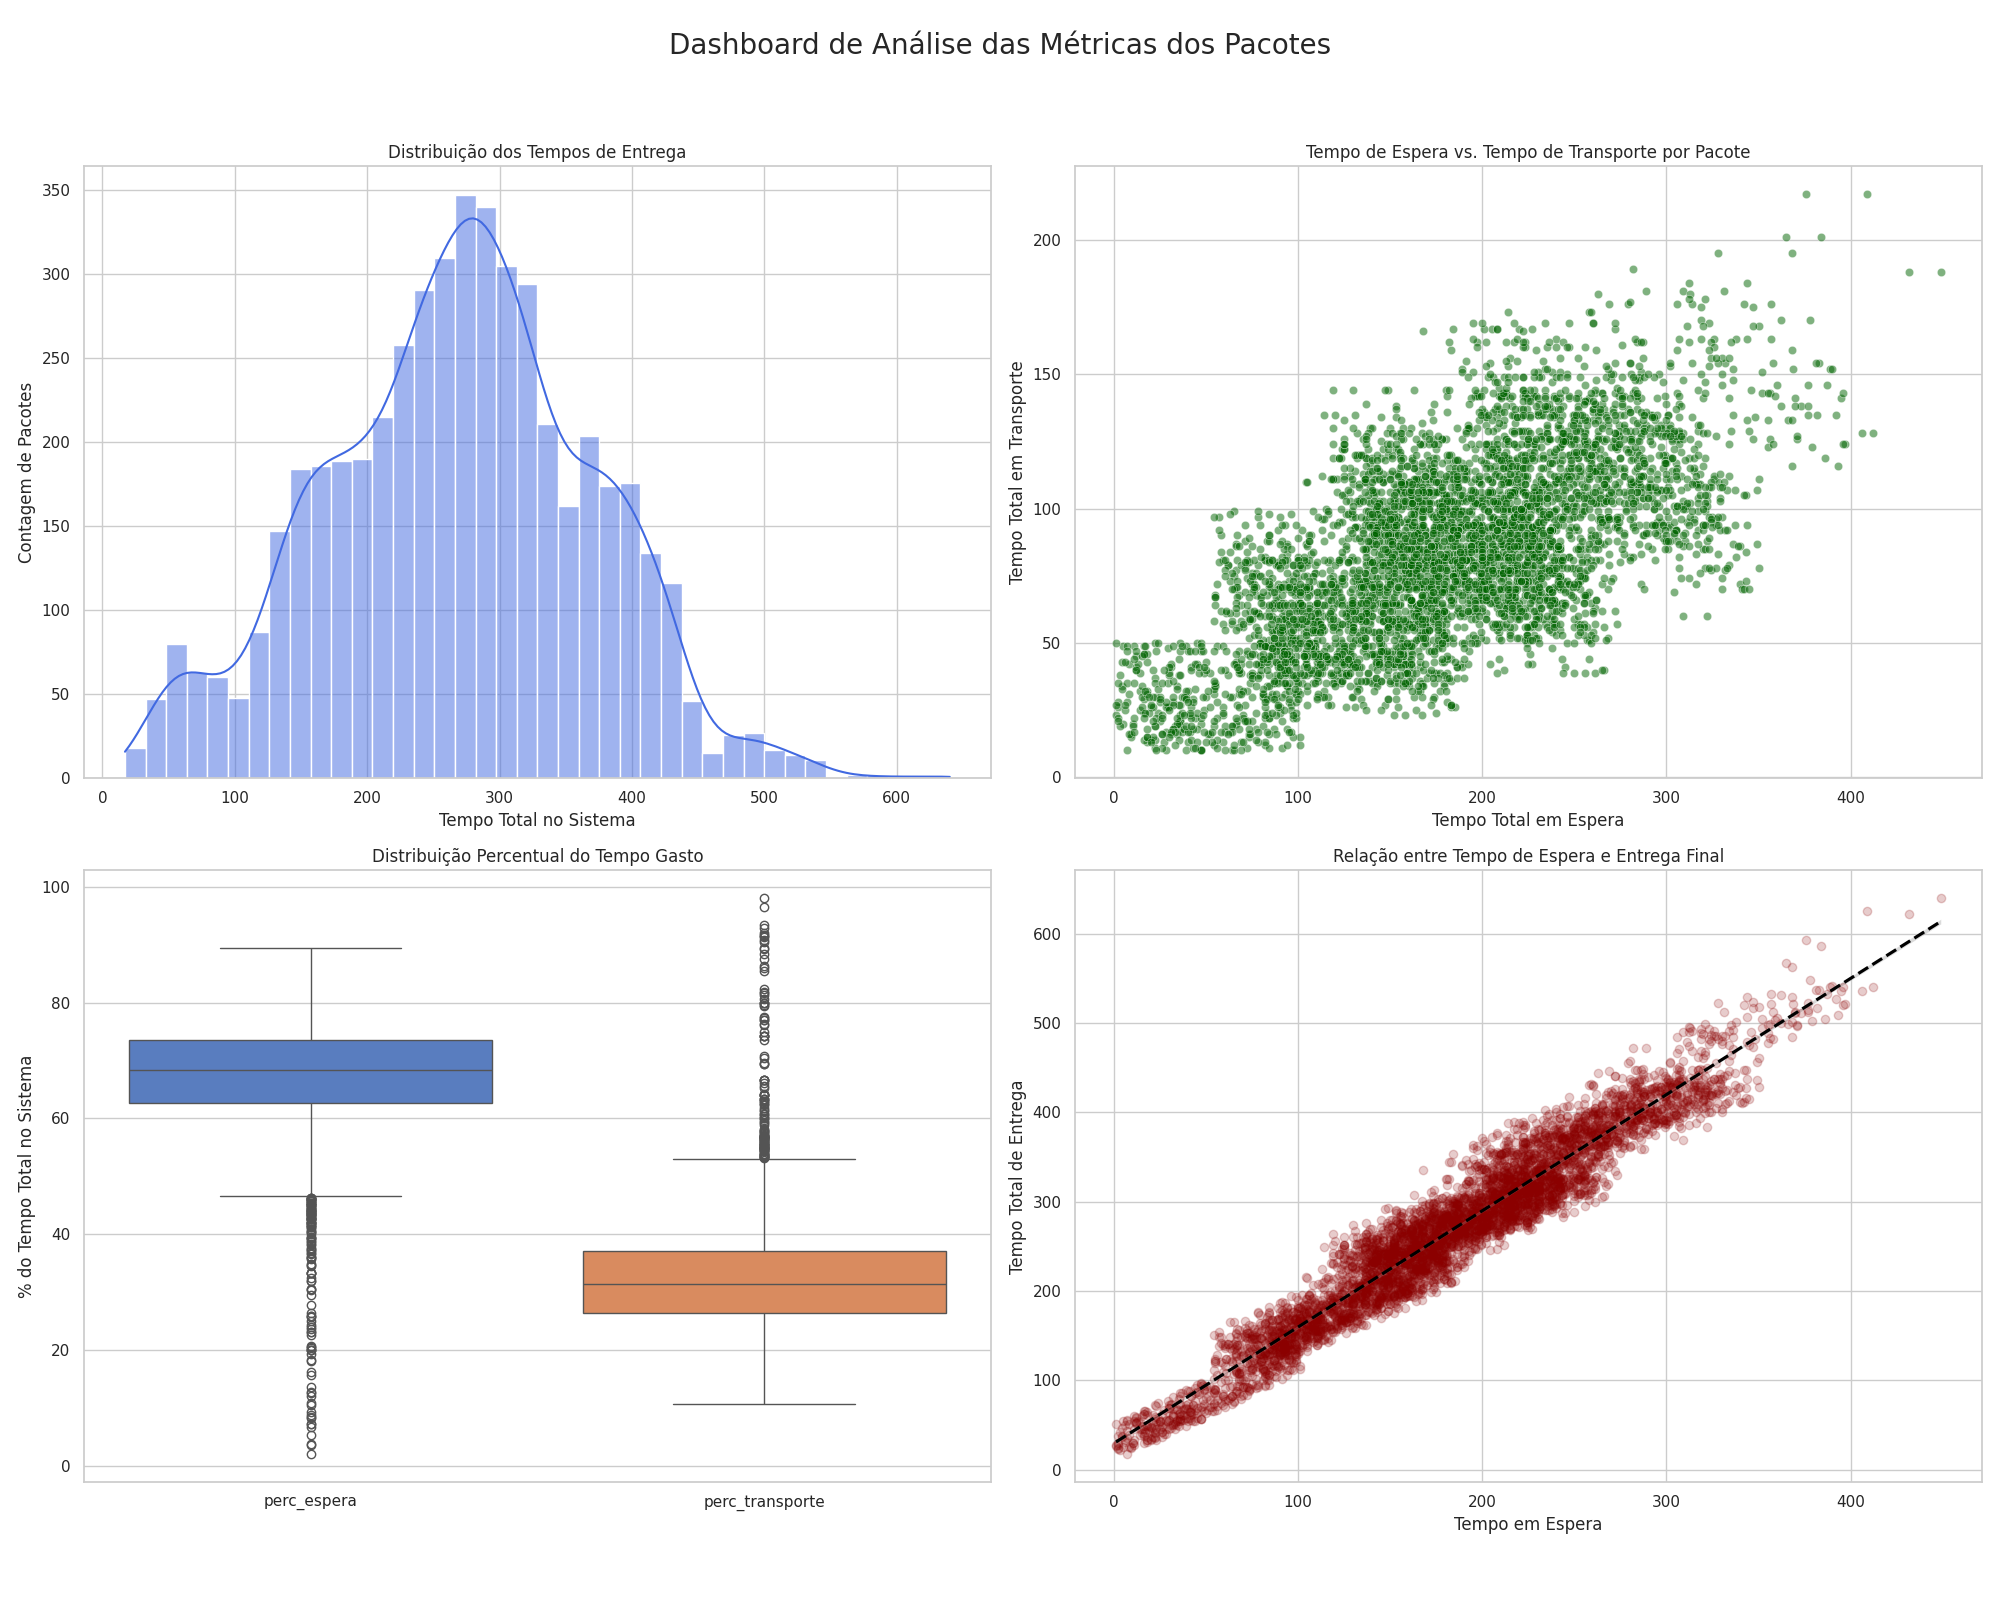 Dashboard de Análise das Métricas dos Pacotes
Distribuição dos Tempos de Entrega
Contagem de Pacotes
350
300
250
200
150
100
50
0
0 100 200 300 400 500 600
Tempo Total no Sistema
Tempo de Espera vs. Tempo de Transporte por Pacote
Tempo Total em Transporte
200
150
100
50
0
0 100 200 300 400
Tempo Total em Espera
Distribuição Percentual do Tempo Gasto
% do Tempo Total no Sistema
100
80
60
40
20
0
perc_espera perc_transporte
Relação entre Tempo de Espera e Entrega Final
Tempo Total de Entrega
600
500
400
300
200
100
0
0 100 200 300 400
Tempo em Espera